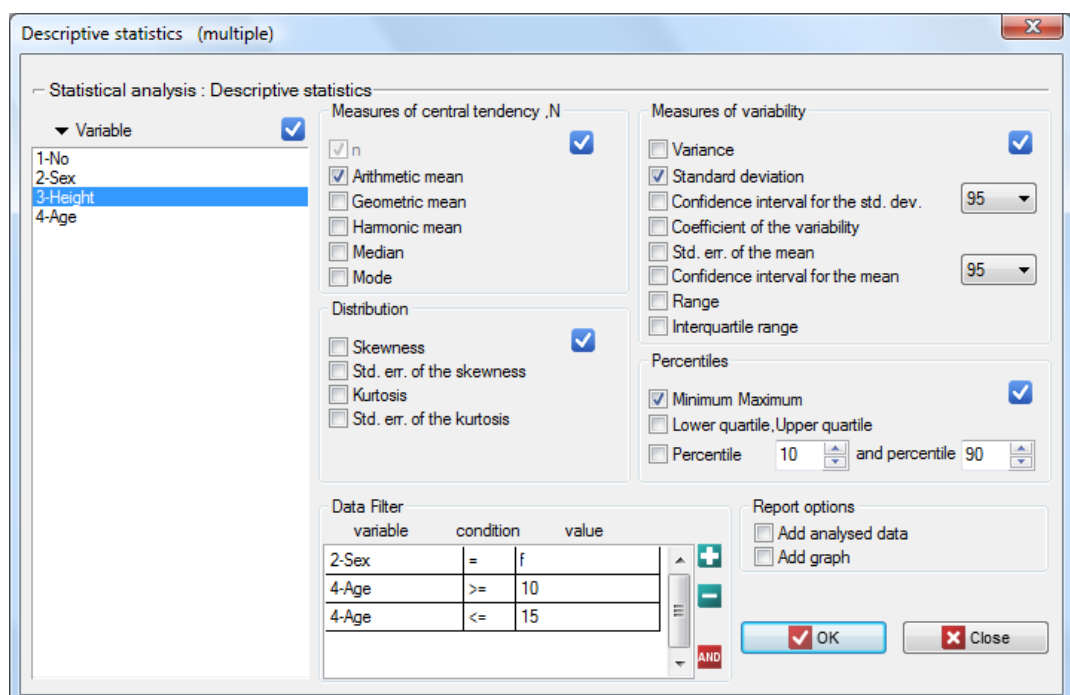 Descriptive statistics (multiple)
Statistical analysis : Descriptive statistics
Variable
1-No
2-Sex
3-Height
4-Age
Measures of central tendency ,N
n
Arithmetic mean
Geometric mean
Harmonic mean
Median
Mode
Measures of variability
Variance
Standard deviation
Confidence interval for the std. dev. 95
Coefficient of the variability
Std. err. of the mean
Confidence interval for the mean 95
Range
Interquartile range
Distribution
Skewness
Std. err. of the skewness
Kurtosis
Std. err. of the kurtosis
Percentiles
Minimum Maximum
Lower quartile,Upper quartile
Percentile 10 and percentile 90
Data Filter
variable condition value
2-Sex = f
4-Age >= 10
4-Age <= 15
AND
Report options
Add analysed data
Add graph
OK Close